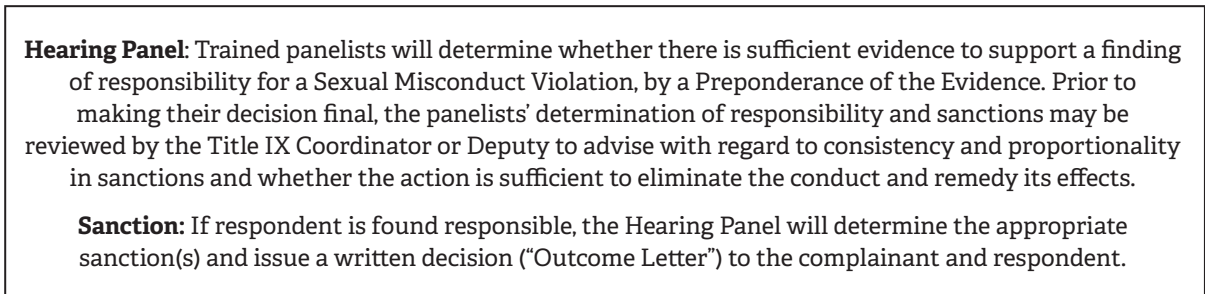 Hearing Panel: Trained panelists will determine whether there is sufficient evidence to support a finding
of responsibility for a Sexual Misconduct Violation, by a Preponderance of the Evidence. Prior to
making their decision final, the panelists’ determination of responsibility and sanctions may be
reviewed by the Title IX Coordinator or Deputy to advise with regard to consistency and proportionality
in sanctions and whether the action is sufficient to eliminate the conduct and remedy its effects.
Sanction: If respondent is found responsible, the Hearing Panel will determine the appropriate
sanction(s) and issue a written decision (“Outcome Letter”) to the complainant and respondent.